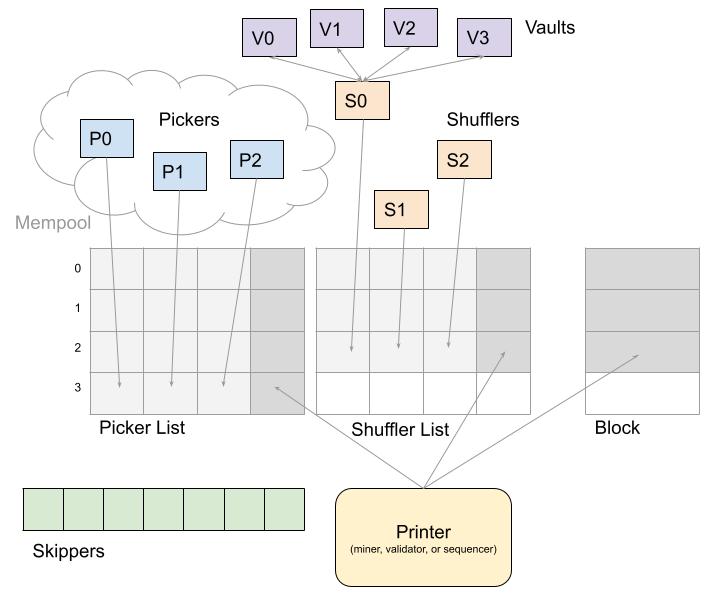 V0
V1
V2
V3
Vaults
S0
Pickers
Shufflers
P0
P1
P2
S2
S1
Mempool
0
1
2
3
Picker List
Shuffler List
Block
Skippers
Printer
(miner, validator, or sequencer)